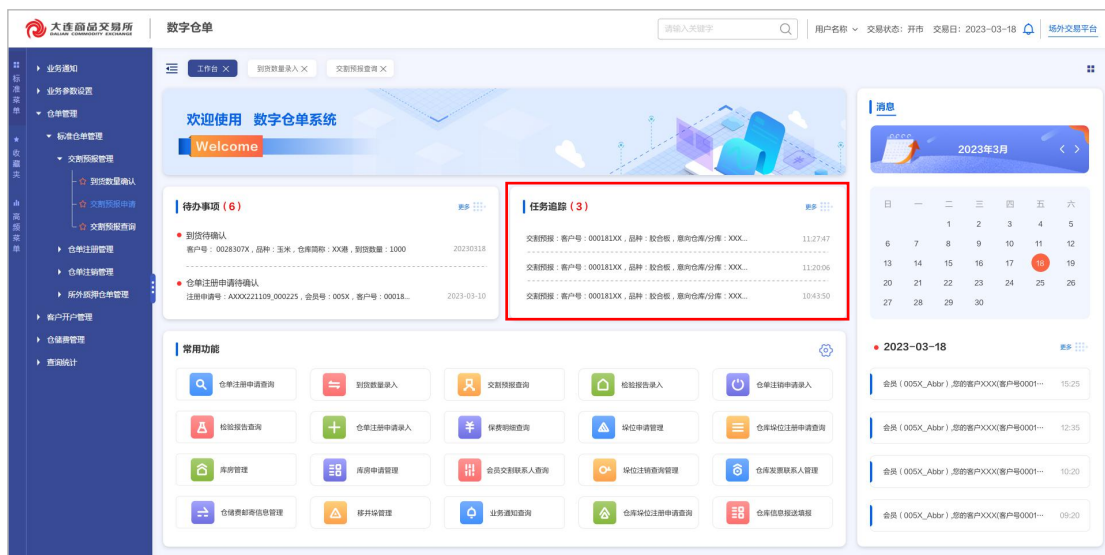 大连商品交易所
DALIAN COMMODITY EXCHANGE
数字仓单
请输入关键字
用户名称
交易状态：开市
交易日：2023-03-18
场外交易平台
标准菜单
收藏夹
高频菜单
业务通知
业务参数设置
仓单管理
标准仓单管理
交割预报管理
到货数量确认
交割预报申请
交割预报查询
仓单注册管理
仓单注销管理
所外质押仓单管理
客户开户管理
仓储费管理
查询统计
工作台 ×
到货数量录入 ×
交割预报查询 ×
欢迎使用 数字仓单系统
Welcome
待办事项（6）
更多
到货待确认
客户号： 0028307X，品种：玉米，仓库简称：XX港，到货数量：1000
20230318
仓单注册申请待确认
注册申请号：AXXX221109_000225，会员号：005X，客户号：00018...
2023-03-10
任务追踪（3）
更多
交割预报：客户号：000181XX，品种：胶合板，意向仓库/分库：XXX...
11:27:47
交割预报：客户号：000181XX，品种：胶合板，意向仓库/分库：XXX...
11:20:06
交割预报：客户号：000181XX，品种：胶合板，意向仓库/分库：XXX...
10:43:50
常用功能
仓单注册申请查询
到货数量录入
交割预报查询
检验报告录入
仓单注销申请录入
检验报告查询
仓单注册申请录入
保费明细查询
垛位申请管理
仓库垛位注册申请查询
库房管理
库房申请管理
会员交割联系人查询
垛位注销查询管理
仓库发票联系人管理
仓储费邮寄信息管理
移并垛管理
业务通知查询
仓库垛位注册申请查询
仓库信息报送填报
消息
2023年3月
日 一 二 三 四 五 六
1 2 3 4 5
6 7 8 9 10 11 12
13 14 15 16 17 18 19
20 21 22 23 24 25 26
27 28 29 30
2023-03-18
更多
会员（005X_Abbr）,您的客户XXX(客户号0001…
15:25
会员（005X_Abbr）,您的客户XXX(客户号0001…
12:35
会员（005X_Abbr）,您的客户XXX(客户号0001…
10:20
会员（005X_Abbr）,您的客户XXX(客户号0001…
09:20